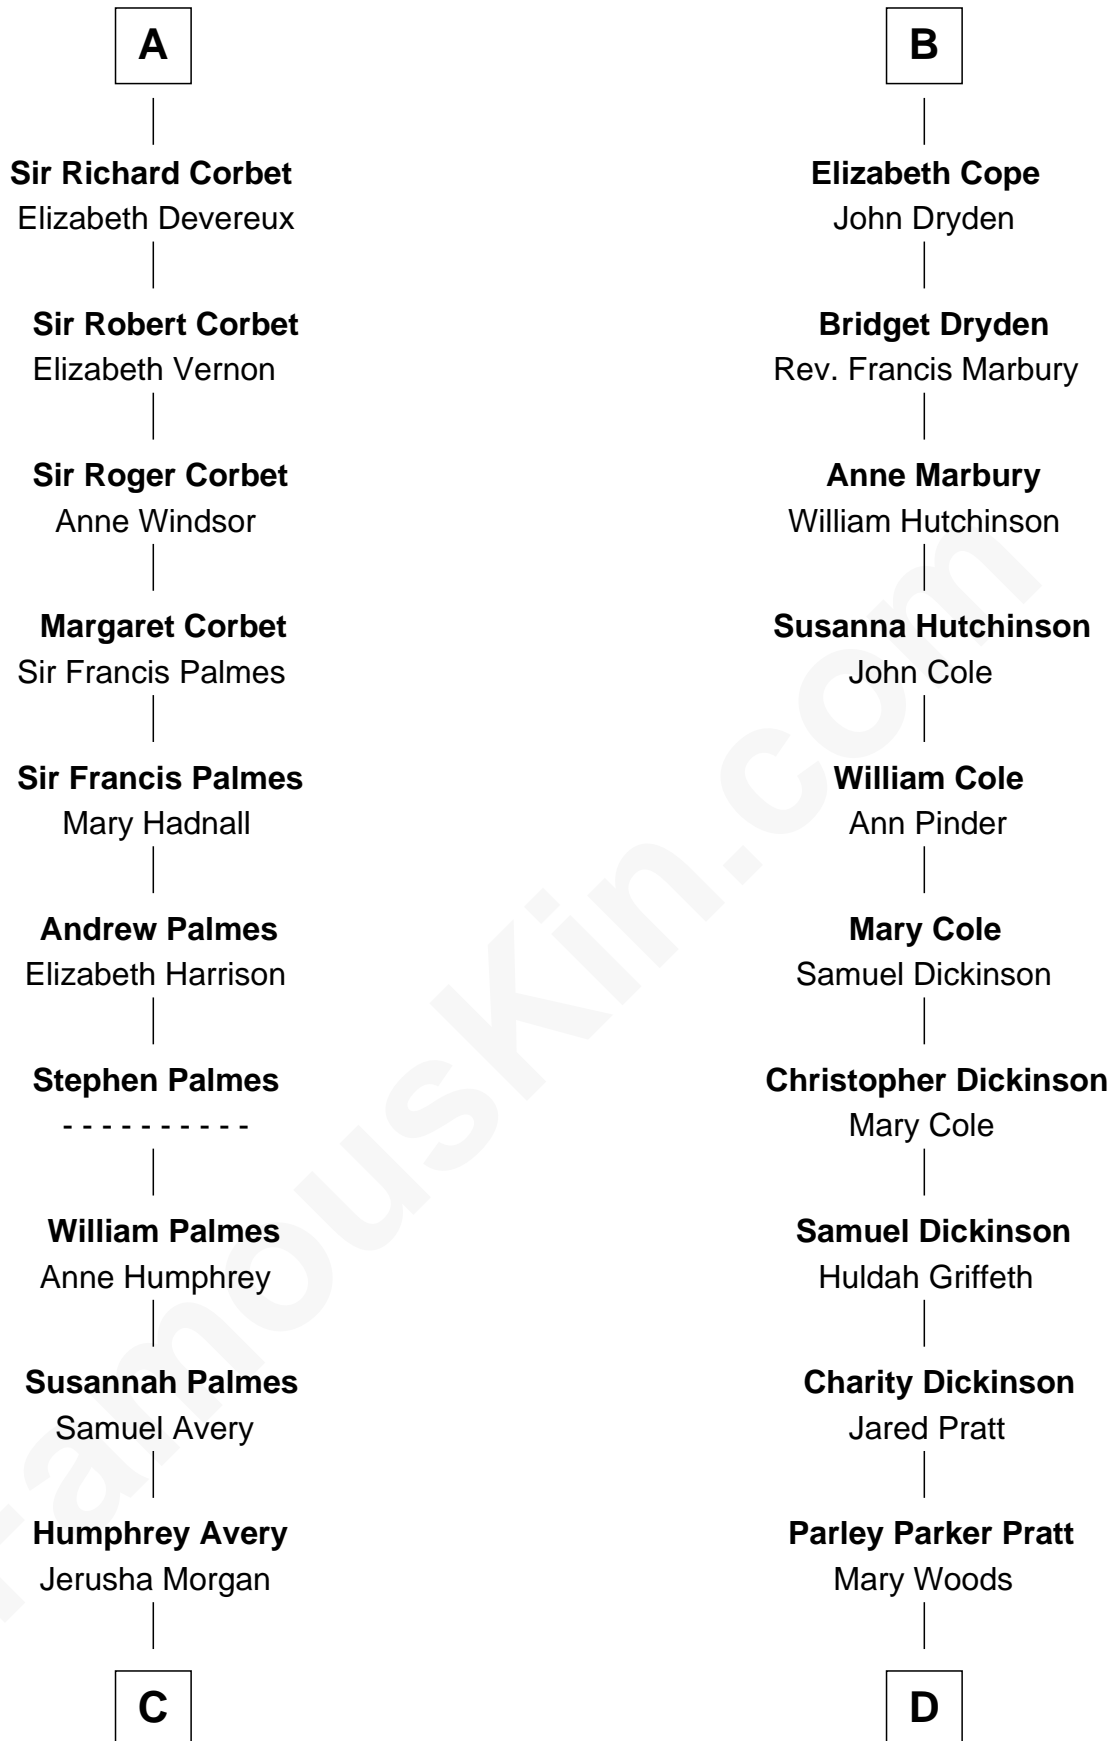 A
Sir Richard Corbet
Elizabeth Devereux
Sir Robert Corbet
Elizabeth Vernon
Sir Roger Corbet
Anne Windsor
Margaret Corbet
Sir Francis Palmes
Sir Francis Palmes
Mary Hadnall
Andrew Palmes
Elizabeth Harrison
Stephen Palmes
- - - - - - - - - -
William Palmes
Anne Humphrey
Susannah Palmes
Samuel Avery
Humphrey Avery
Jerusha Morgan
C
B
Elizabeth Cope
John Dryden
Bridget Dryden
Rev. Francis Marbury
Anne Marbury
William Hutchinson
Susanna Hutchinson
John Cole
William Cole
Ann Pinder
Mary Cole
Samuel Dickinson
Christopher Dickinson
Mary Cole
Samuel Dickinson
Huldah Griffeth
Charity Dickinson
Jared Pratt
Parley Parker Pratt
Mary Woods
D
FamousKin.com